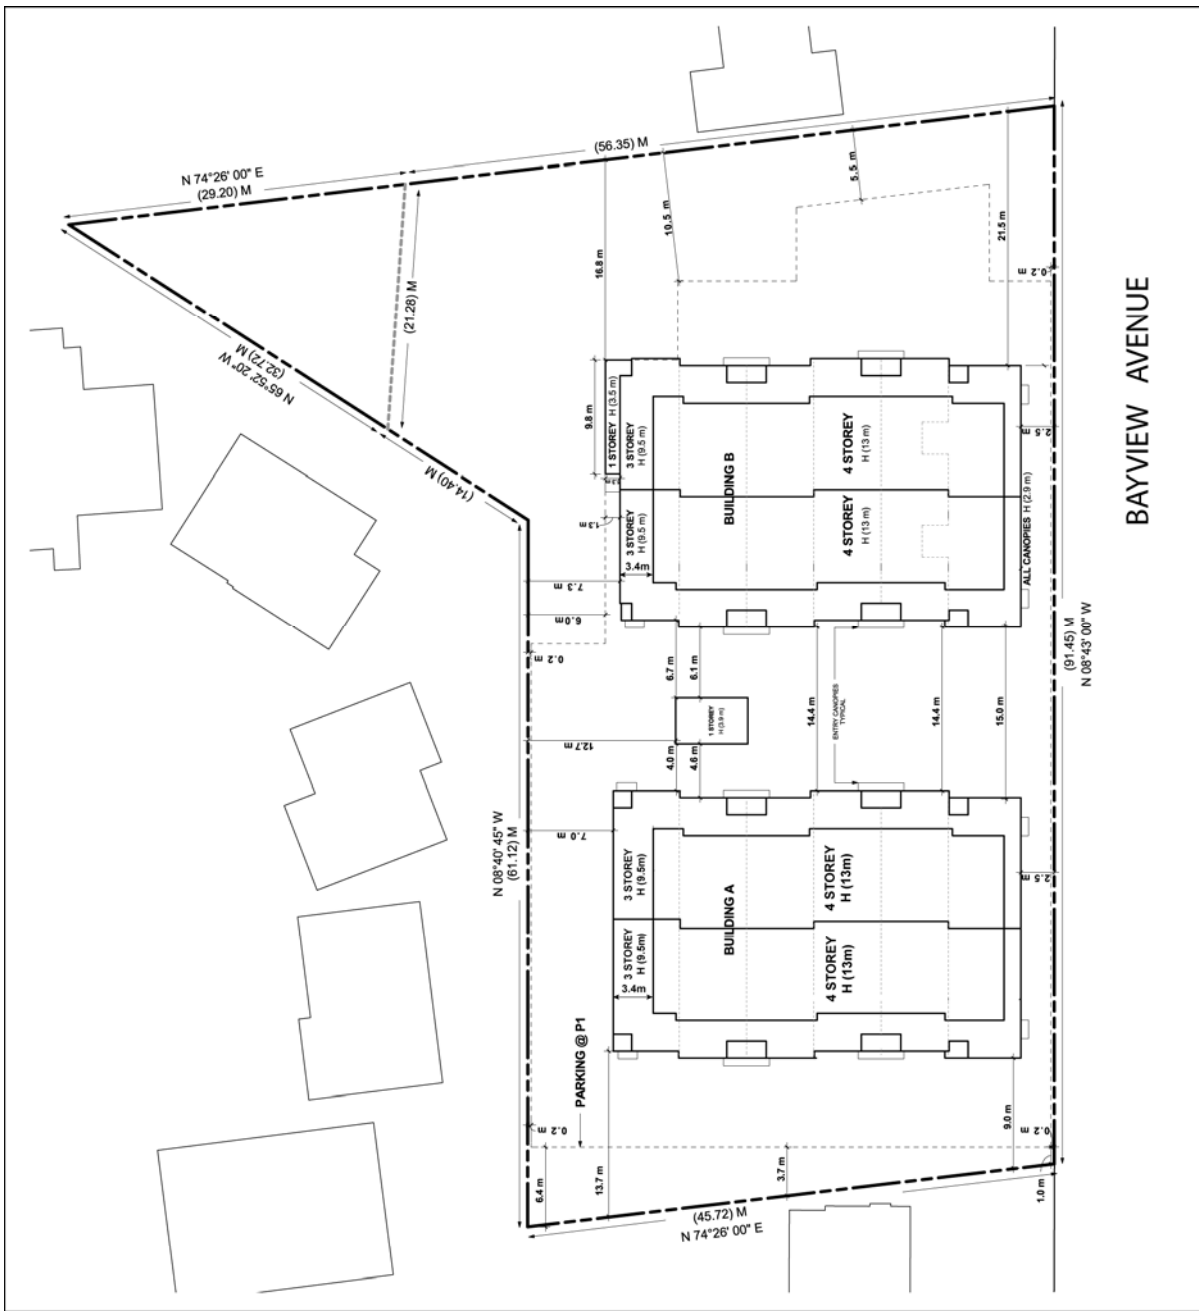 (56.35) M
N 74°26' 00" E
(29.20) M
5.5 m
10.5 m
21.5 m
16.8 m
0.2 m
(21.28) M
N 65°52' 20" W
(32.72) M
(14.40) M
BAYVIEW AVENUE
9.8 m
1 STOREY H (3.5 m)
3 STOREY
H (9.5 m)
BUILDING B
4 STOREY
H (13 m)
2.5 m
1.3 m
3 STOREY
H (9.5 m)
4 STOREY
H (13 m)
ALL CANOPIES H (2.9 m)
3.4m
7.3 m
6.0m
0.2 m
6.7 m
6.1 m
(91.45) M
N 08°43' 00" W
1 STOREY
H (3.9 m)
14.4 m
ENTRY CANOPIES
TYPICAL
14.4 m
15.0 m
12.7 m
4.0 m
4.6 m
7.0 m
N 08°40' 45" W
(61.12) M
3 STOREY
H (9.5m)
4 STOREY
H (13m)
2.5 m
BUILDING A
3 STOREY
H (9.5m)
4 STOREY
H (13m)
3.4m
PARKING @ P1
0.2 m
9.0 m
0.2 m
6.4 m
13.7 m
3.7 m
1.0 m
(45.72) M
N 74°26' 00" E